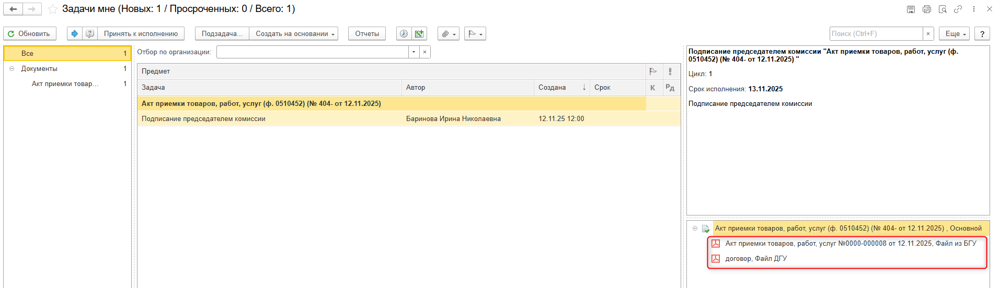 Задачи мне (Новых: 1 / Просроченных: 0 / Всего: 1)
Обновить
Принять к исполнению
Подзадача...
Создать на основании
Отчеты
Поиск (Ctrl+F)
×
Еще
?
Все 1
Документы 1
Акт приемки товар... 1
Отбор по организации:
×
Предмет
Задача Автор Создана ↓ Срок К Рд
Акт приемки товаров, работ, услуг (ф. 0510452) (№ 404- от 12.11.2025)
Подписание председателем комиссии Баринова Ирина Николаевна 12.11.25 12:00
Подписание председателем комиссии "Акт приемки товаров, работ, услуг (ф.
0510452) (№ 404- от 12.11.2025) "
Цикл: 1
Срок исполнения: 13.11.2025
Подписание председателем комиссии
Акт приемки товаров, работ, услуг (ф. 0510452) (№ 404- от 12.11.2025) , Основной
Акт приемки товаров, работ, услуг №0000-000008 от 12.11.2025, Файл из БГУ
договор, Файл ДГУ